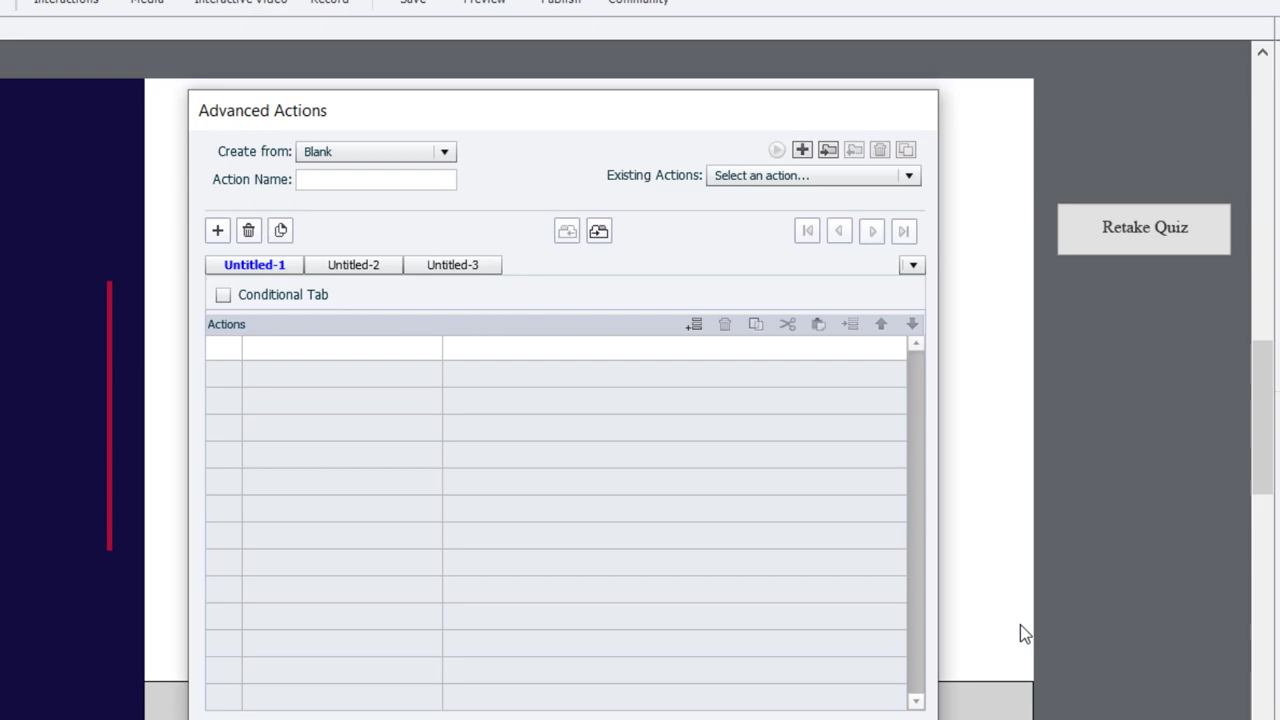 Interactions Media Interactive Video Record Save Preview Publish Community
Advanced Actions
Create from: Blank
Action Name:
Existing Actions: Select an action...
Retake Quiz
Untitled-1 Untitled-2 Untitled-3
Conditional Tab
Actions